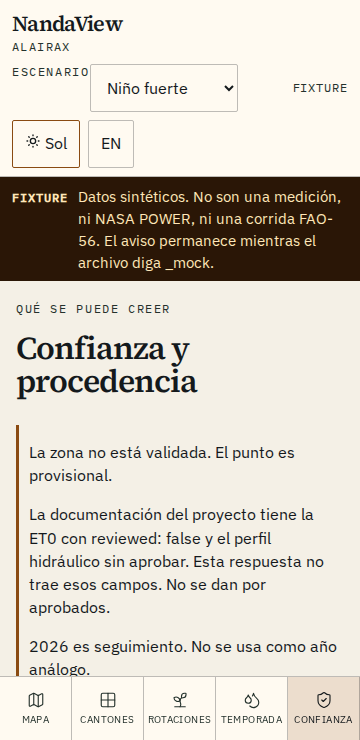 NandaView
ALAIRAX
ESCENARIO Niño fuerte FIXTURE
Sol EN
FIXTURE Datos sintéticos. No son una medición,
ni NASA POWER, ni una corrida FAO-
56. El aviso permanece mientras el
archivo diga _mock.
QUÉ SE PUEDE CREER
Confianza y
procedencia
La zona no está validada. El punto es
provisional.
La documentación del proyecto tiene la
ET0 con reviewed: false y el perfil
hidráulico sin aprobar. Esta respuesta no
trae esos campos. No se dan por
aprobados.
2026 es seguimiento. No se usa como año
análogo.
MAPA CANTONES ROTACIONES TEMPORADA CONFIANZA